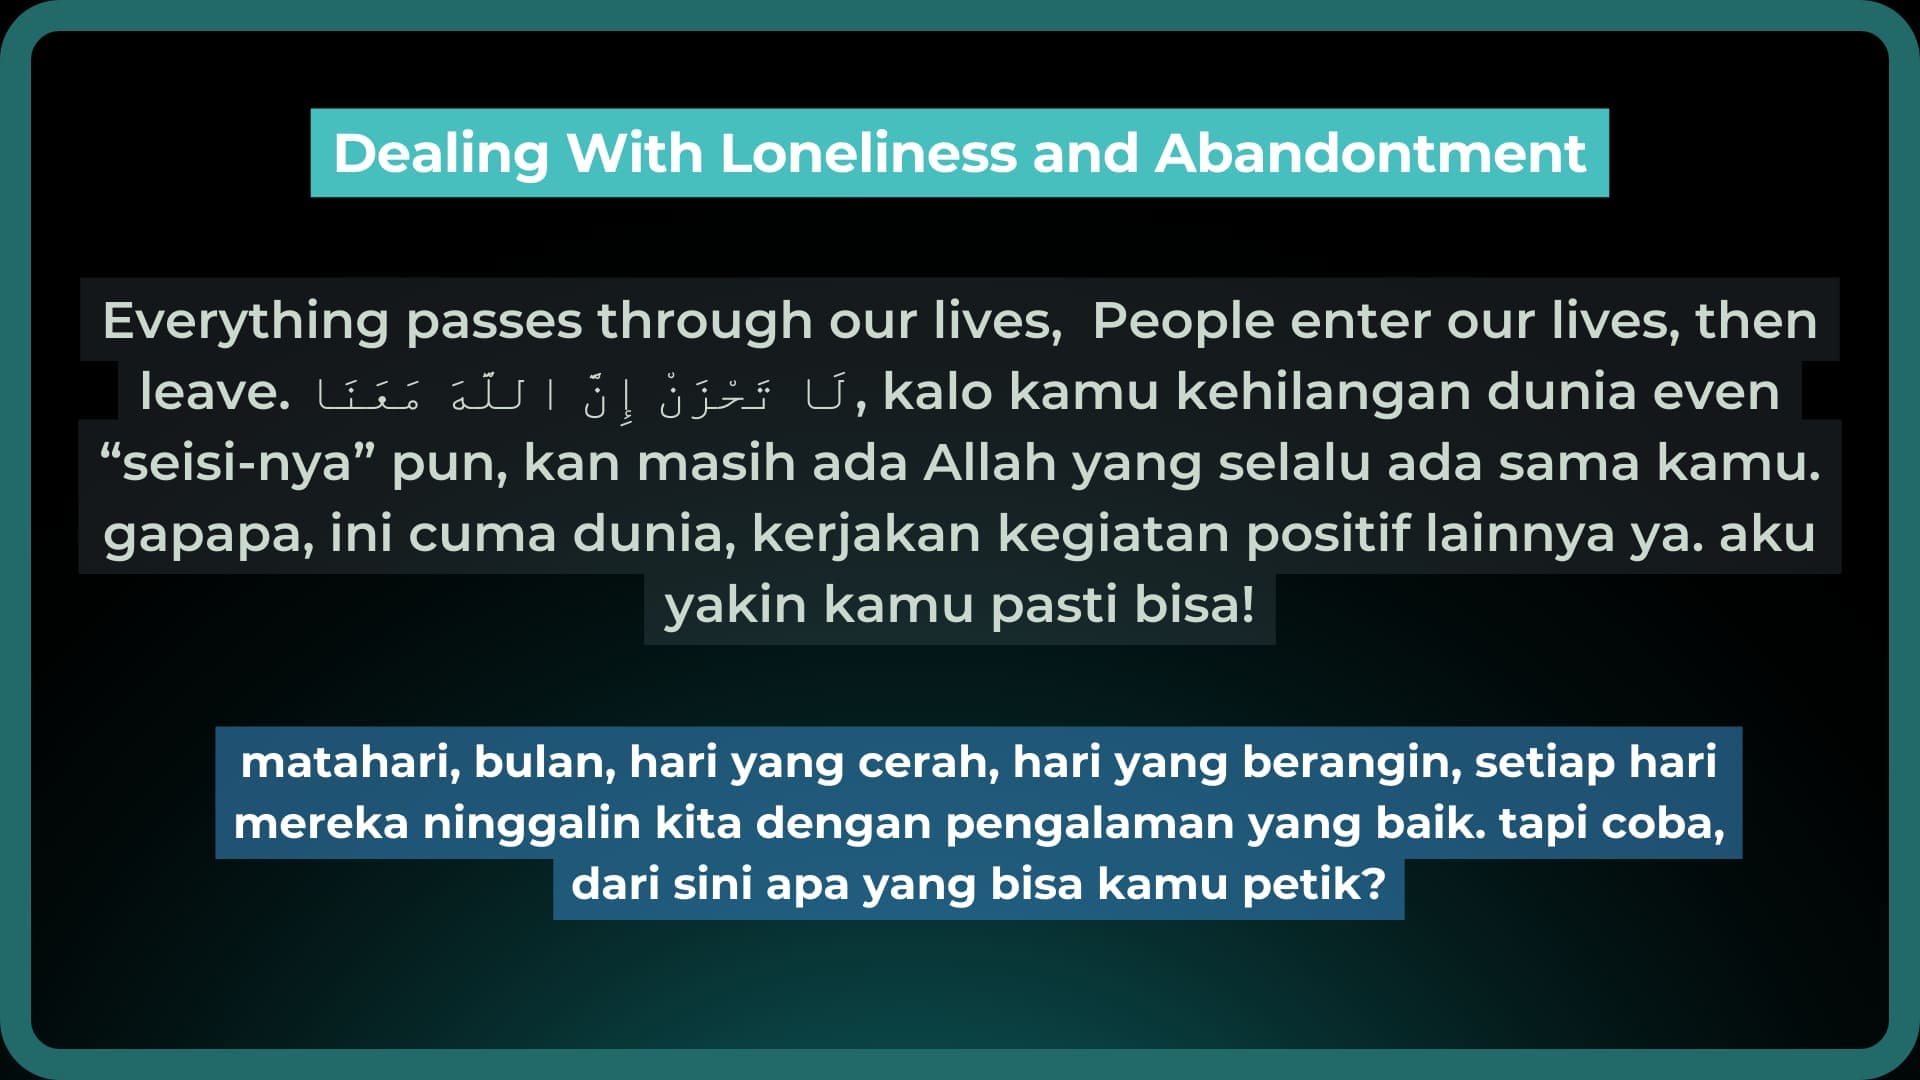 Dealing With Loneliness and Abandontment
Everything passes through our lives,  People enter our lives, then
leave. لَا تَحْزَنْ إِنَّ اللَّهَ مَعَنَا, kalo kamu kehilangan dunia even
“seisi-nya” pun, kan masih ada Allah yang selalu ada sama kamu.
gapapa, ini cuma dunia, kerjakan kegiatan positif lainnya ya. aku
yakin kamu pasti bisa!
matahari, bulan, hari yang cerah, hari yang berangin, setiap hari
mereka ninggalin kita dengan pengalaman yang baik. tapi coba,
dari sini apa yang bisa kamu petik?